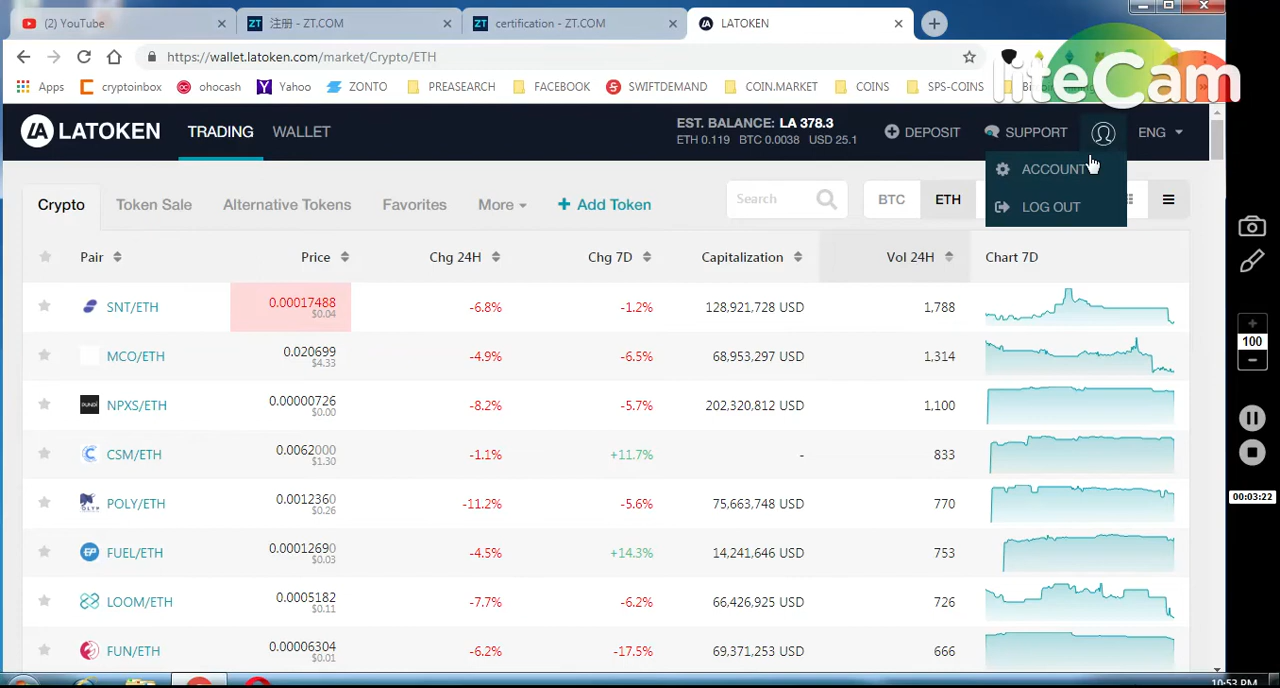 YouTube
注册 - ZT.COM
certification - ZT.COM
LATOKEN
https://wallet.latoken.com/market/Crypto/ETH
Apps cryptoinbox ohocash Yahoo ZONTO PREASEARCH FACEBOOK SWIFTDEMAND COIN.MARKET COINS SPS-COINS
liteCam
LATOKEN TRADING WALLET
EST. BALANCE: LA 378.3
ETH 0.119 BTC 0.0038 USD 25.1
DEPOSIT SUPPORT ENG
ACCOUNT
LOG OUT
Crypto Token Sale Alternative Tokens Favorites More + Add Token Search BTC ETH
Pair Price Chg 24H Chg 7D Capitalization Vol 24H Chart 7D
SNT/ETH 0.00017488 -6.8% -1.2% 128,921,728 USD 1,788
$0.04
MCO/ETH 0.020699 -4.9% -6.5% 68,953,297 USD 1,314
$4.33
NPXS/ETH 0.00000726 -8.2% -5.7% 202,320,812 USD 1,100
$0.00
CSM/ETH 0.0062000 -1.1% +11.7% - 833
$1.30
POLY/ETH 0.0012360 -11.2% -5.6% 75,663,748 USD 770
$0.26
FUEL/ETH 0.00012690 -4.5% +14.3% 14,241,646 USD 753
$0.03
LOOM/ETH 0.0005182 -7.7% -6.2% 66,426,925 USD 726
$0.11
FUN/ETH 0.00006304 -6.2% -17.5% 69,371,253 USD 666
$0.01
100
00:03:22
10:53 PM